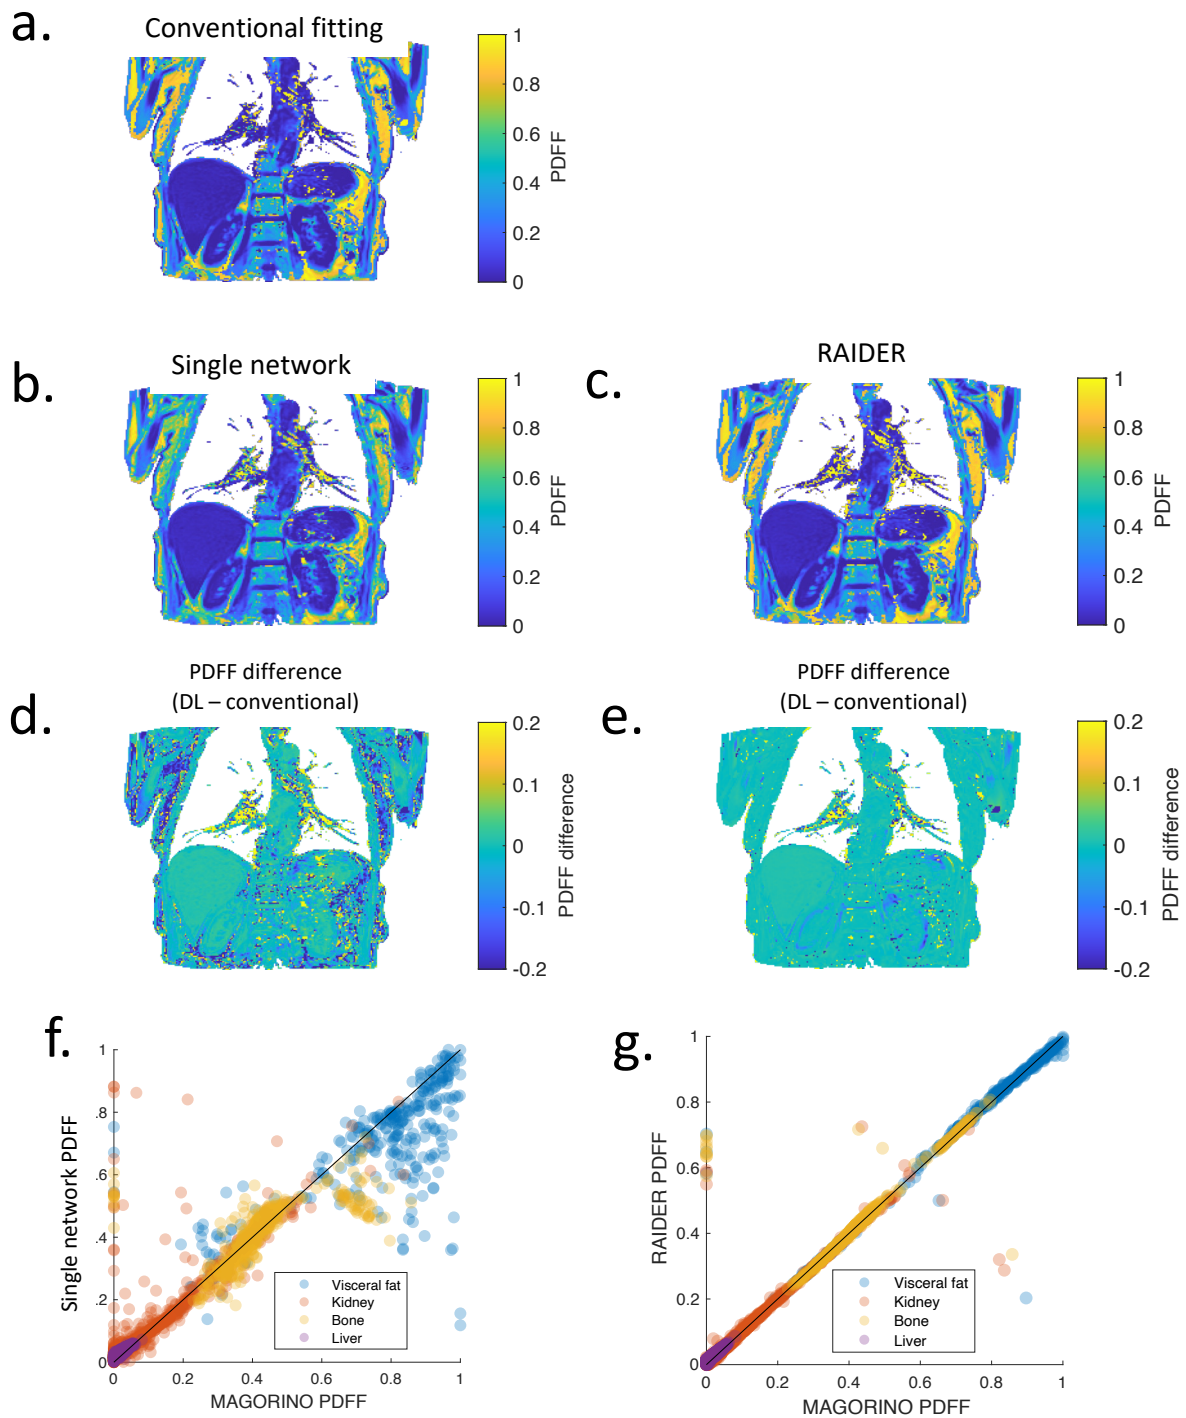 a.
Conventional fitting
1
0.8
0.6
0.4
0.2
0
PDFF
b.
Single network
1
0.8
0.6
0.4
0.2
0
PDFF
c.
RAIDER
1
0.8
0.6
0.4
0.2
0
PDFF
d.
PDFF difference
(DL – conventional)
0.2
0.1
0
-0.1
-0.2
PDFF difference
e.
PDFF difference
(DL – conventional)
0.2
0.1
0
-0.1
-0.2
PDFF difference
f.
Single network PDFF
1
.8
.6
.4
.2
0
Visceral fat
Kidney
Bone
Liver
0 0.2 0.4 0.6 0.8 1
MAGORINO PDFF
g.
RAIDER PDFF
1
0.8
0.6
0.4
0.2
0
Visceral fat
Kidney
Bone
Liver
0 0.2 0.4 0.6 0.8 1
MAGORINO PDFF